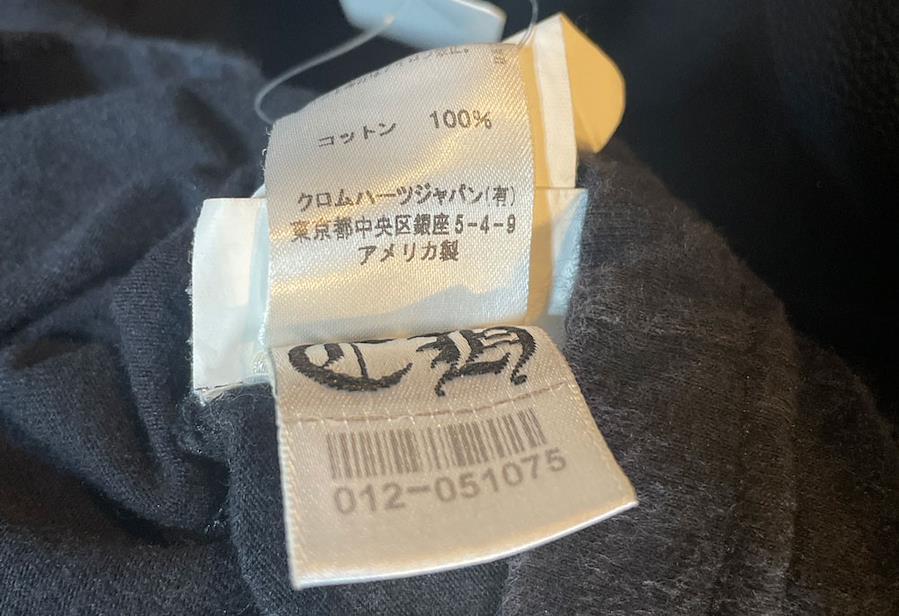 コットン 100%
クロムハーツジャパン(有)
東京都中央区銀座5-4-9
アメリカ製
012-051075